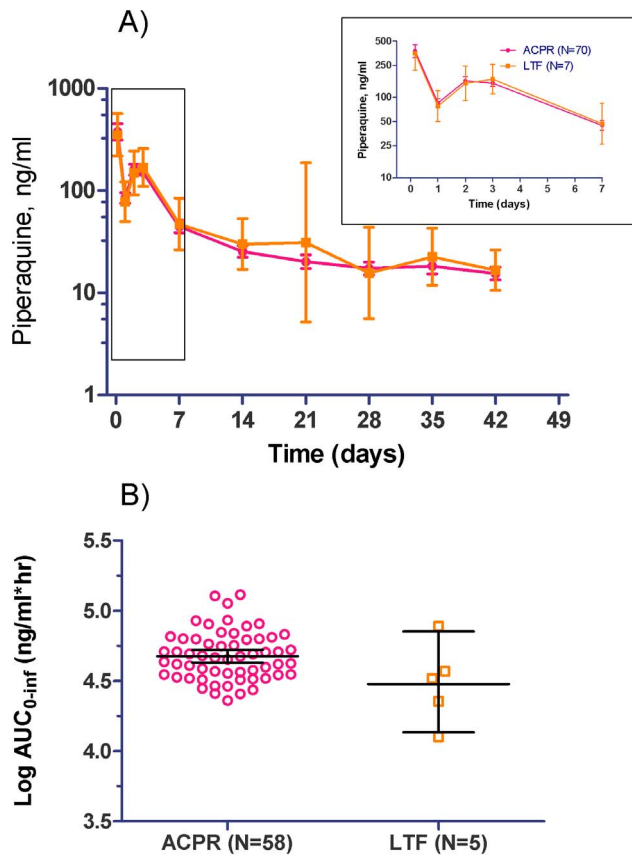 A)
ACPR (N=70)
LTF (N=7)
Piperaquine, ng/ml
500
100
50
25
10
0 1 2 3 4 5 6 7
Time (days)
Piperaquine, ng/ml
1000
100
10
1
0 7 14 21 28 35 42 49
Time (days)
B)
Log AUC0-inf (ng/ml*hr)
5.5
5.0
4.5
4.0
3.5
ACPR (N=58) LTF (N=5)